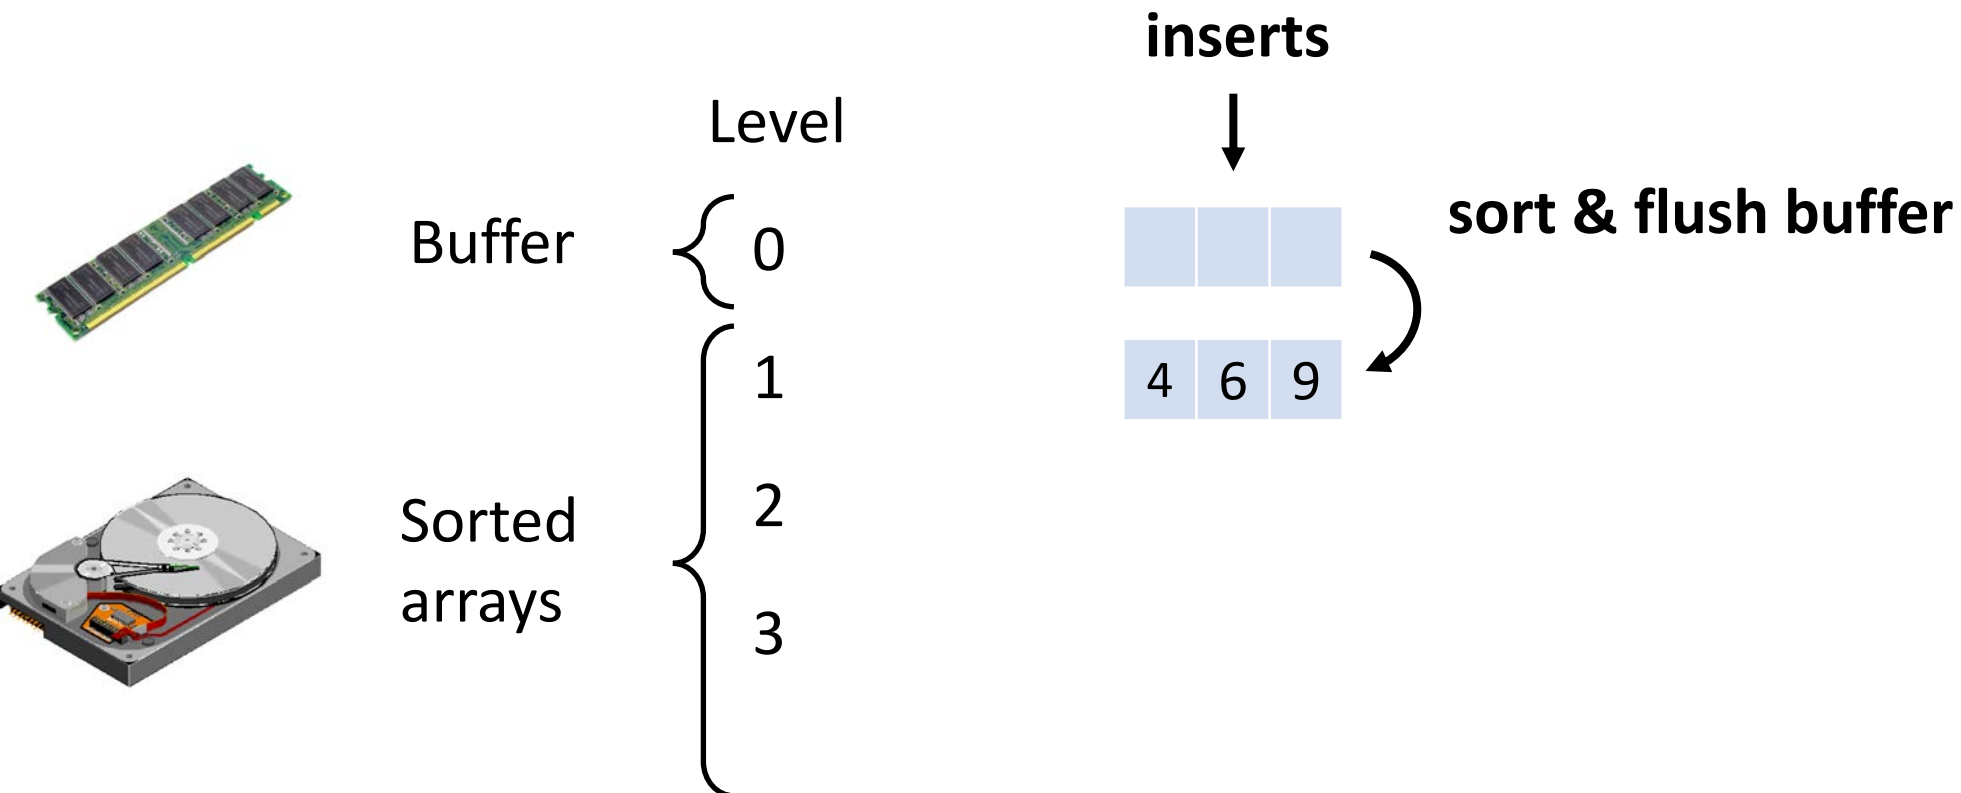 inserts
Level
Buffer
0
sort & flush buffer
1
4 6 9
2
Sorted
arrays
3